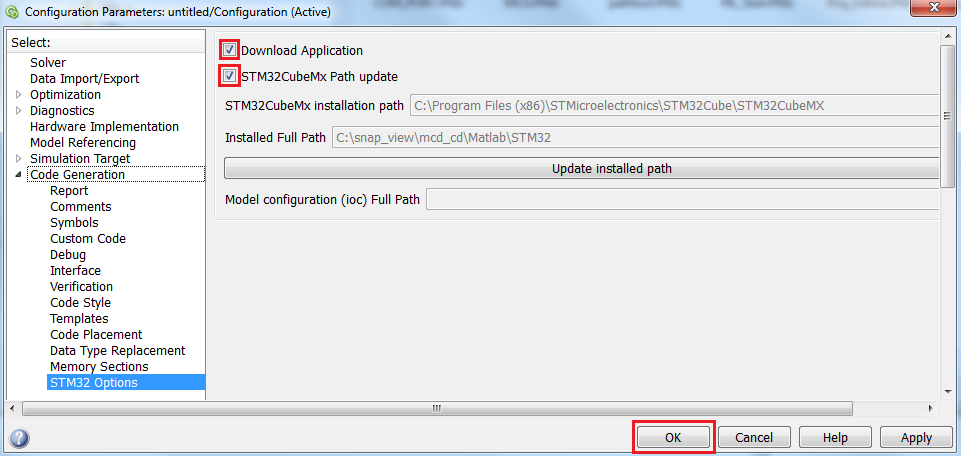 Configuration Parameters: untitled/Configuration (Active)
Select:
Solver
Data Import/Export
Optimization
Diagnostics
Hardware Implementation
Model Referencing
Simulation Target
Code Generation
Report
Comments
Symbols
Custom Code
Debug
Interface
Verification
Code Style
Templates
Code Placement
Data Type Replacement
Memory Sections
STM32 Options
Download Application
STM32CubeMx Path update
STM32CubeMx installation path C:\Program Files (x86)\STMicroelectronics\STM32Cube\STM32CubeMX
Installed Full Path C:\snap_view\mcd_cd\Matlab\STM32
Update installed path
Model configuration (ioc) Full Path
OK Cancel Help Apply